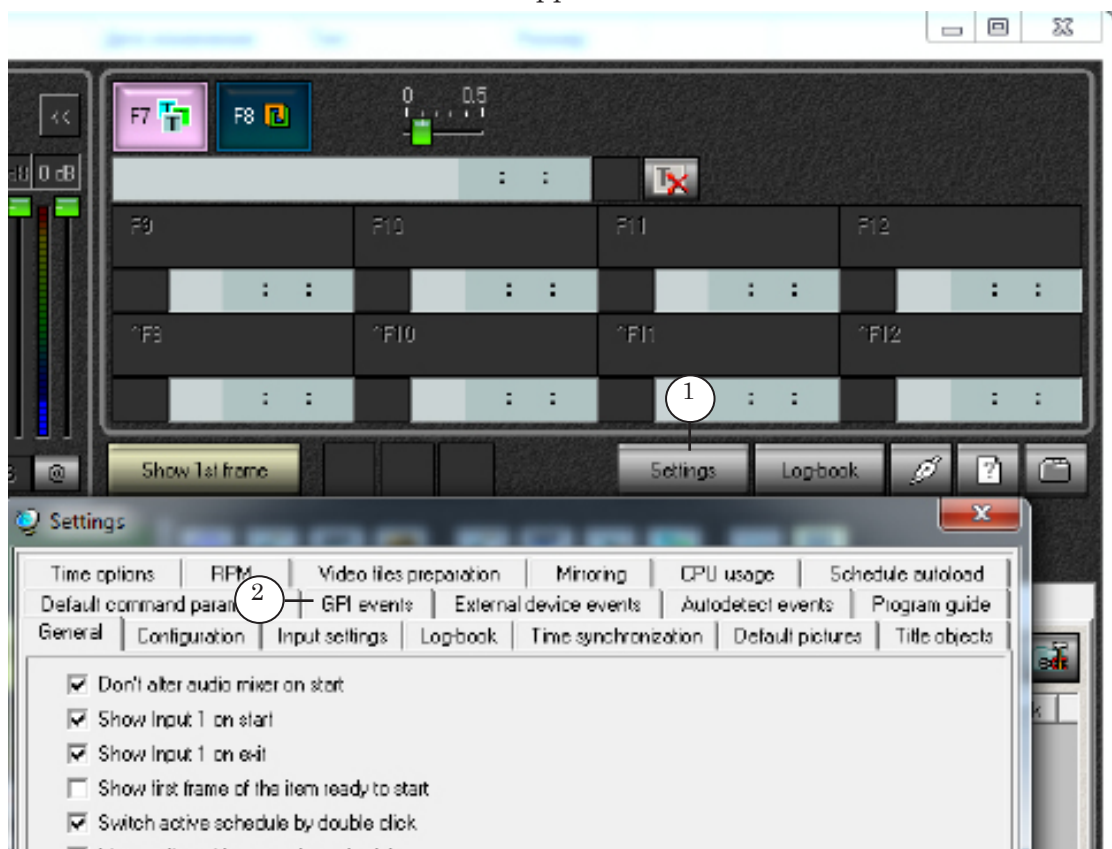 <<
F7 T F8
0 0.5
0 dB
: : T
F9 F10 F11 F12
: : : : : : : :
^F9 ^F10 ^F11 ^F12
: : : : 1 : : : :
@ Show 1st frame Settings Log-book ?
Settings
Time options RPM Video files preparation Mirroring CPU usage Schedule autoload
Default command param 2 GPI events External device events Autodetect events Program guide
General Configuration Input settings Log-book Time synchronization Default pictures Title objects
Don't alter audio mixer on start
Show Input 1 on start
Show Input 1 on exit
Show first frame of the item ready to start
Switch active schedule by double click